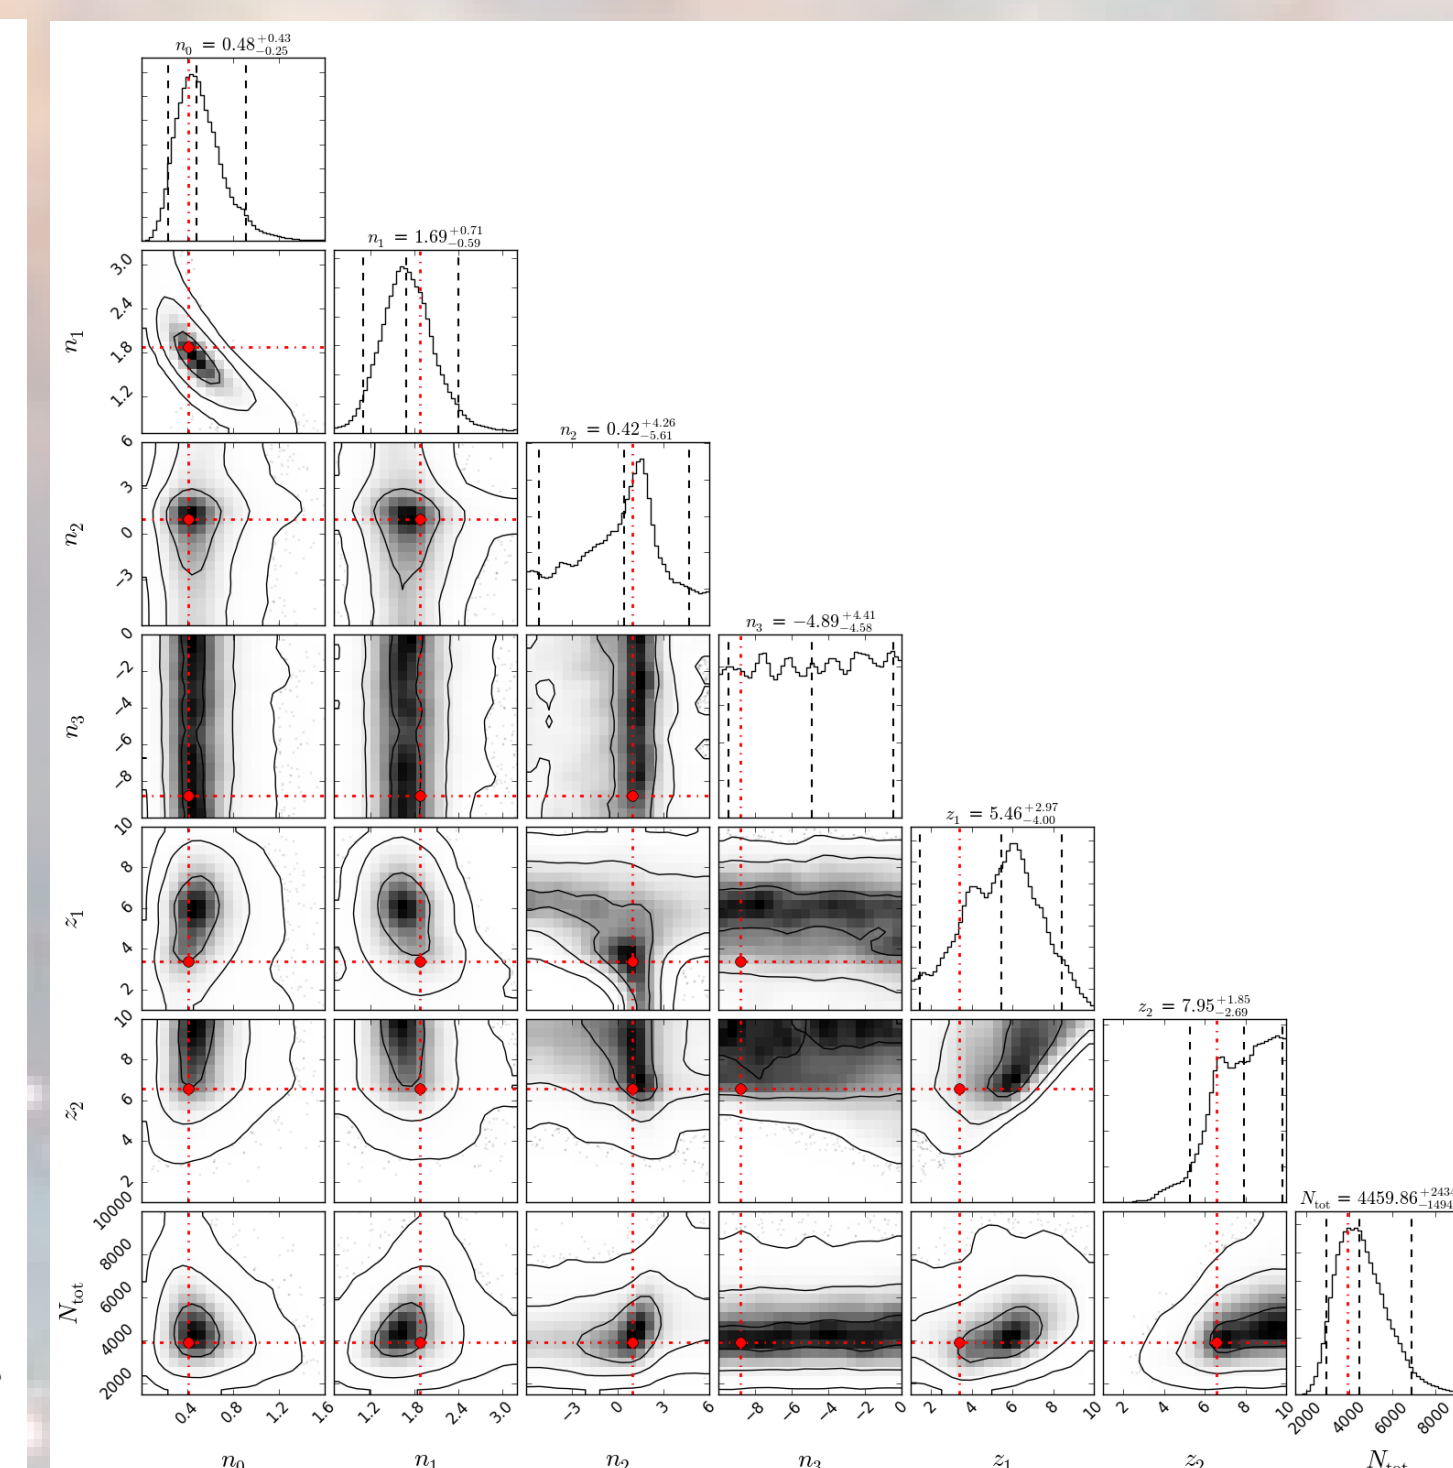 n₀ = 0.48 +0.43 −0.25
n₁ = 1.69 +0.71 −0.59
3.0
2.4
1.8
1.2
n₁
n₂ = 0.42 +4.26 −5.61
6
3
0
−3
n₂
n₃ = −4.89 +4.41 −4.58
0
−2
−4
−6
−8
n₃
z₁ = 5.46 +2.97 −4.00
10
8
6
4
2
z₁
z₂ = 7.95 +1.85 −2.69
10
8
6
4
2
z₂
N_tot = 4459.86 +2434 −1494
10000
8000
6000
4000
2000
N_tot
0.4 0.8 1.2 1.6 1.2 1.8 2.4 3.0 −3 0 3 6 −8 −6 −4 −2 0 2 4 6 8 10 2 4 6 8 10 2000 4000 6000 8000
n₀ n₁ n₂ n₃ z₁ z₂ N_tot